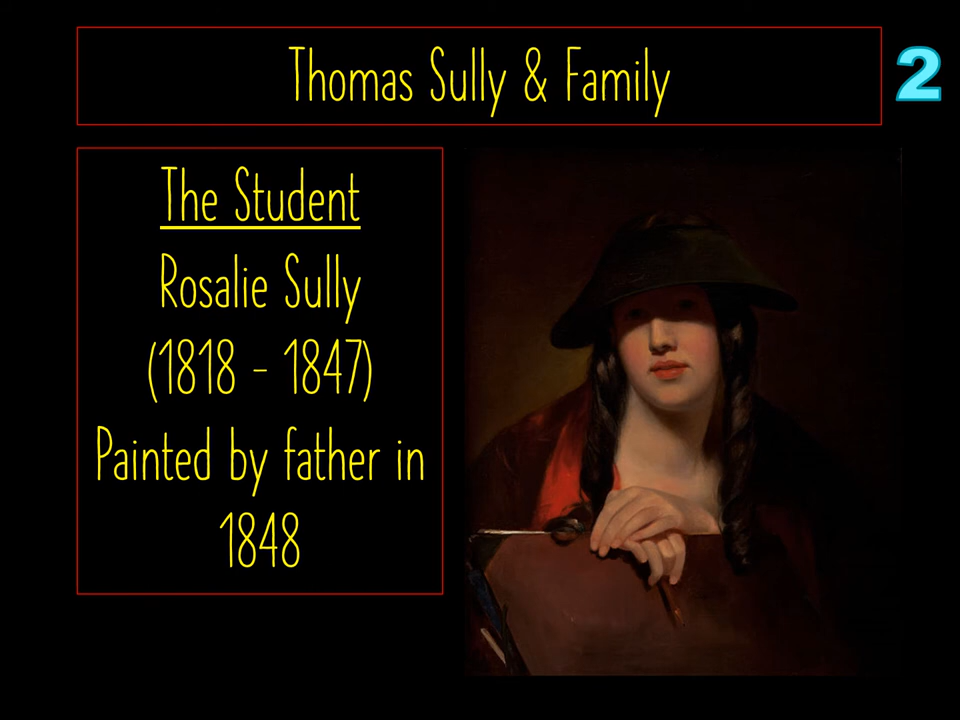 Thomas Sully & Family
2
The Student
Rosalie Sully
(1818 - 1847)
Painted by father in
1848